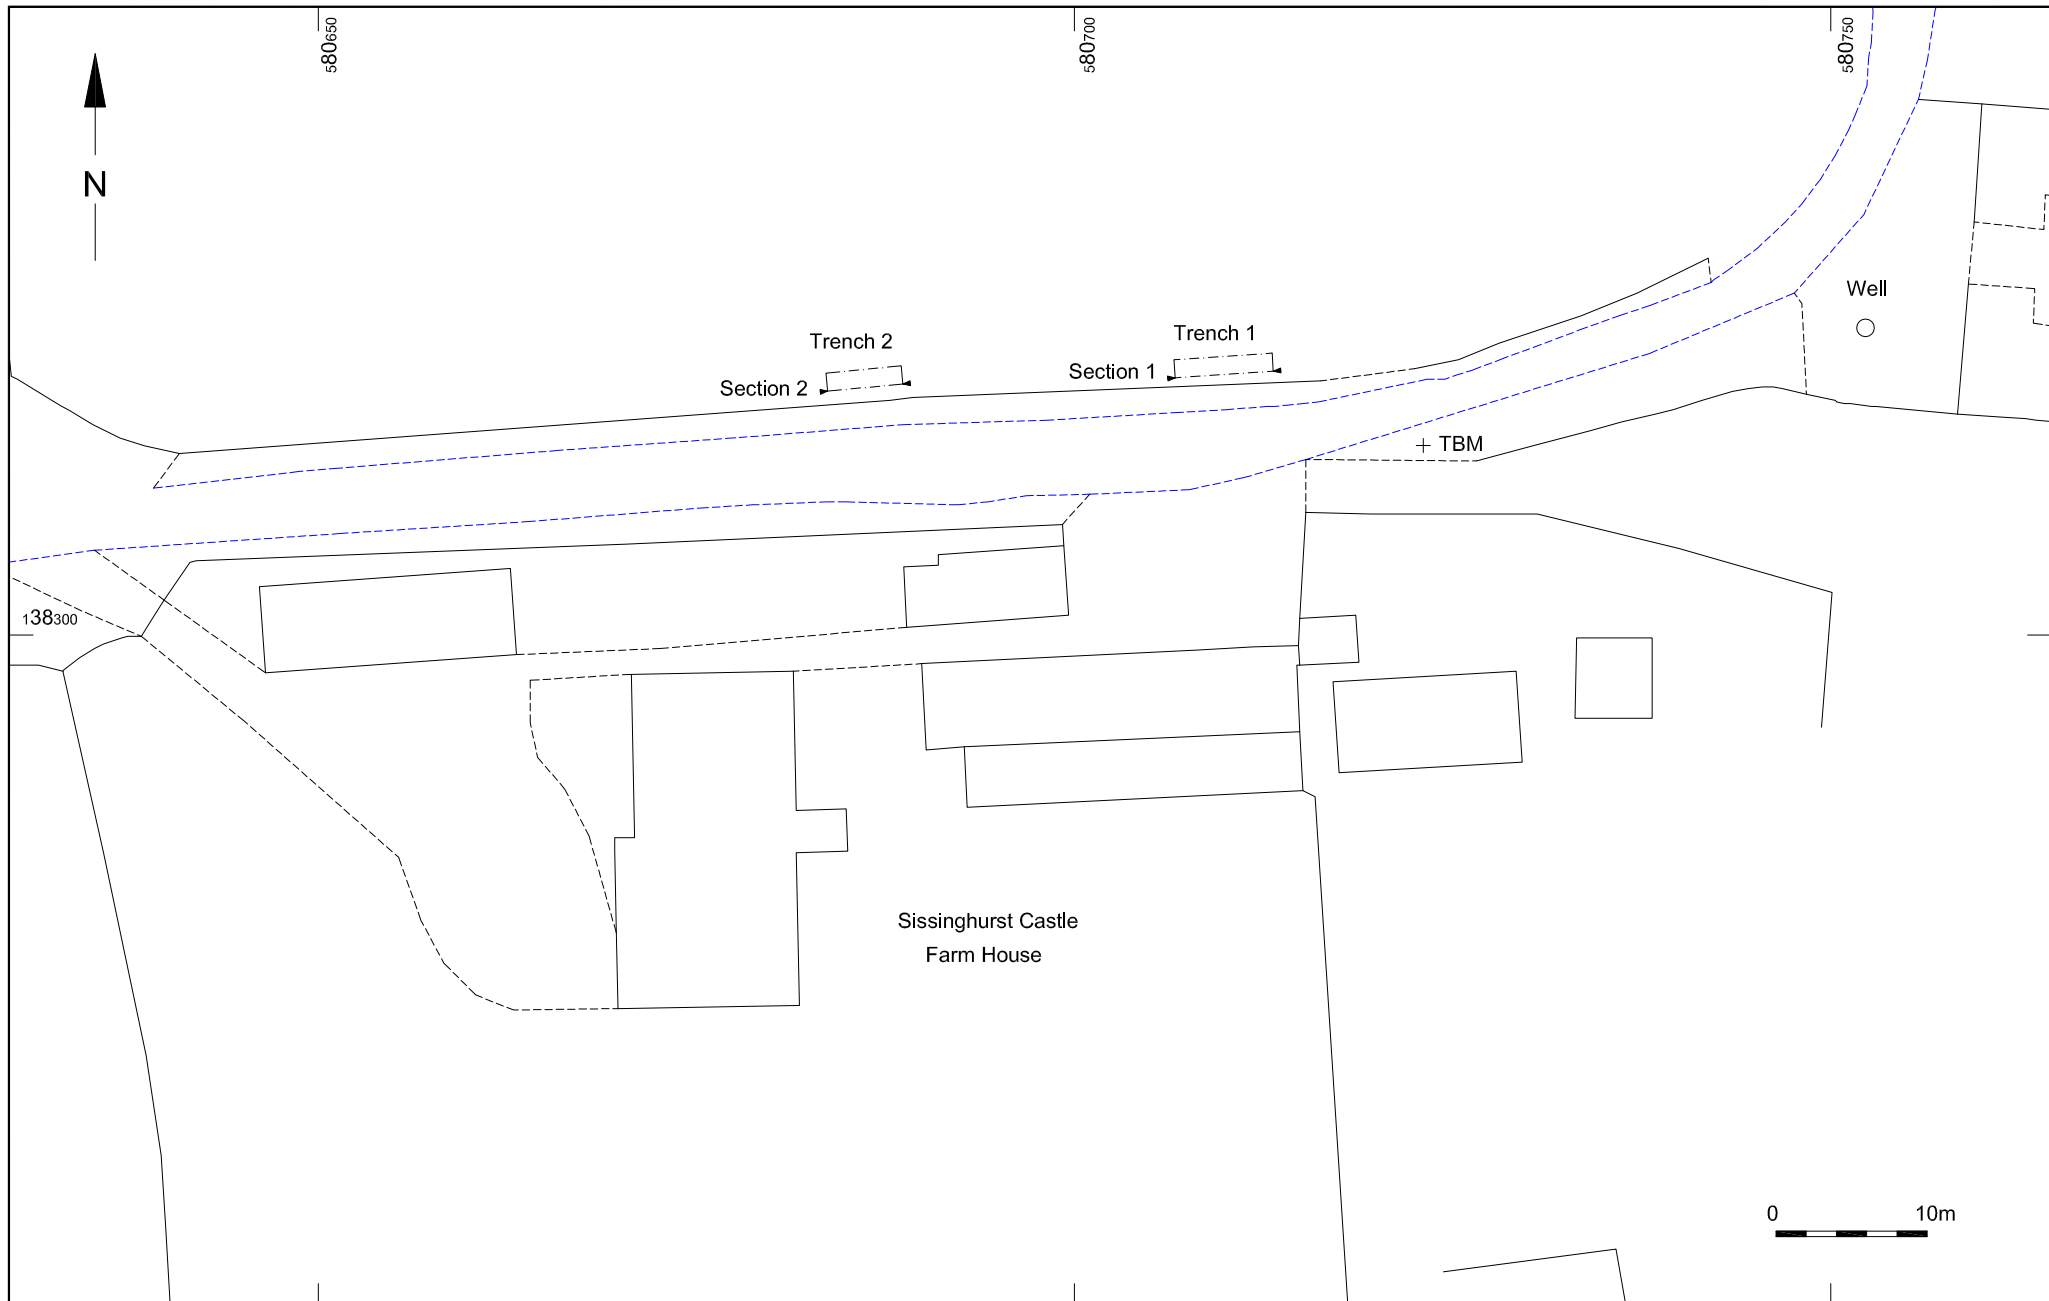 580650
580700
580750
N
Well
Trench 1
Trench 2
Section 1
Section 2
TBM
138300
Sissinghurst Castle
Farm House
0 10m